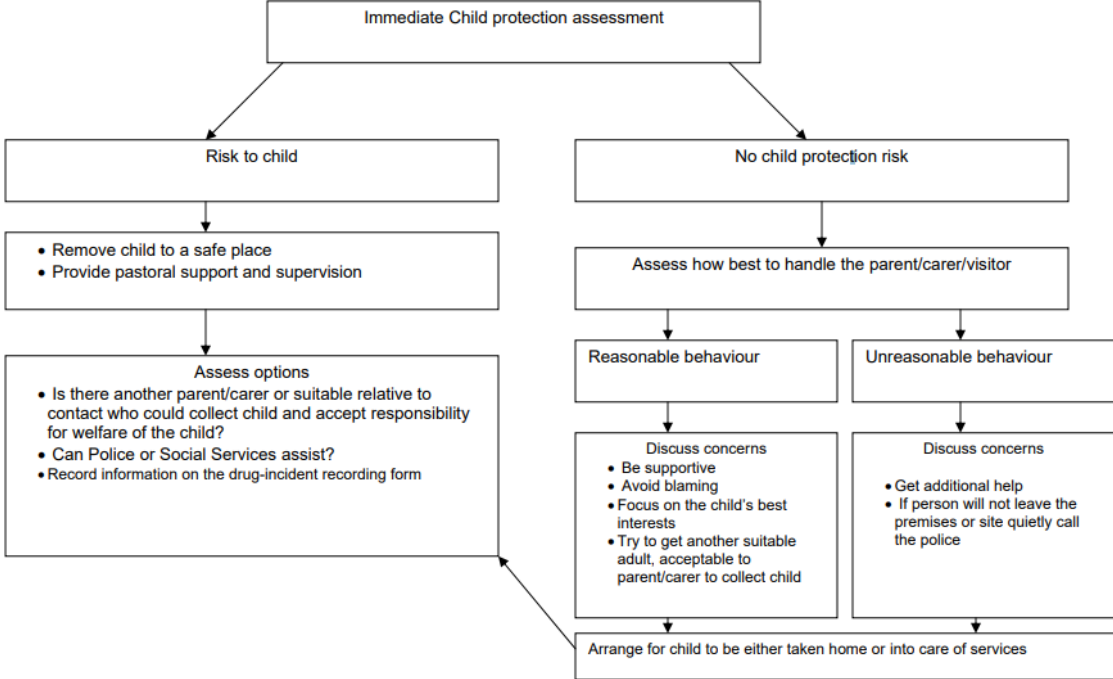 Immediate Child protection assessment
Risk to child
No child protection risk
• Remove child to a safe place
• Provide pastoral support and supervision
Assess how best to handle the parent/carer/visitor
Assess options
• Is there another parent/carer or suitable relative to
contact who could collect child and accept responsibility
for welfare of the child?
• Can Police or Social Services assist?
• Record information on the drug-incident recording form
Reasonable behaviour
Unreasonable behaviour
Discuss concerns
• Be supportive
• Avoid blaming
• Focus on the child's best
interests
• Try to get another suitable
adult, acceptable to
parent/carer to collect child
Discuss concerns
• Get additional help
• If person will not leave the
premises or site quietly call
the police
Arrange for child to be either taken home or into care of services